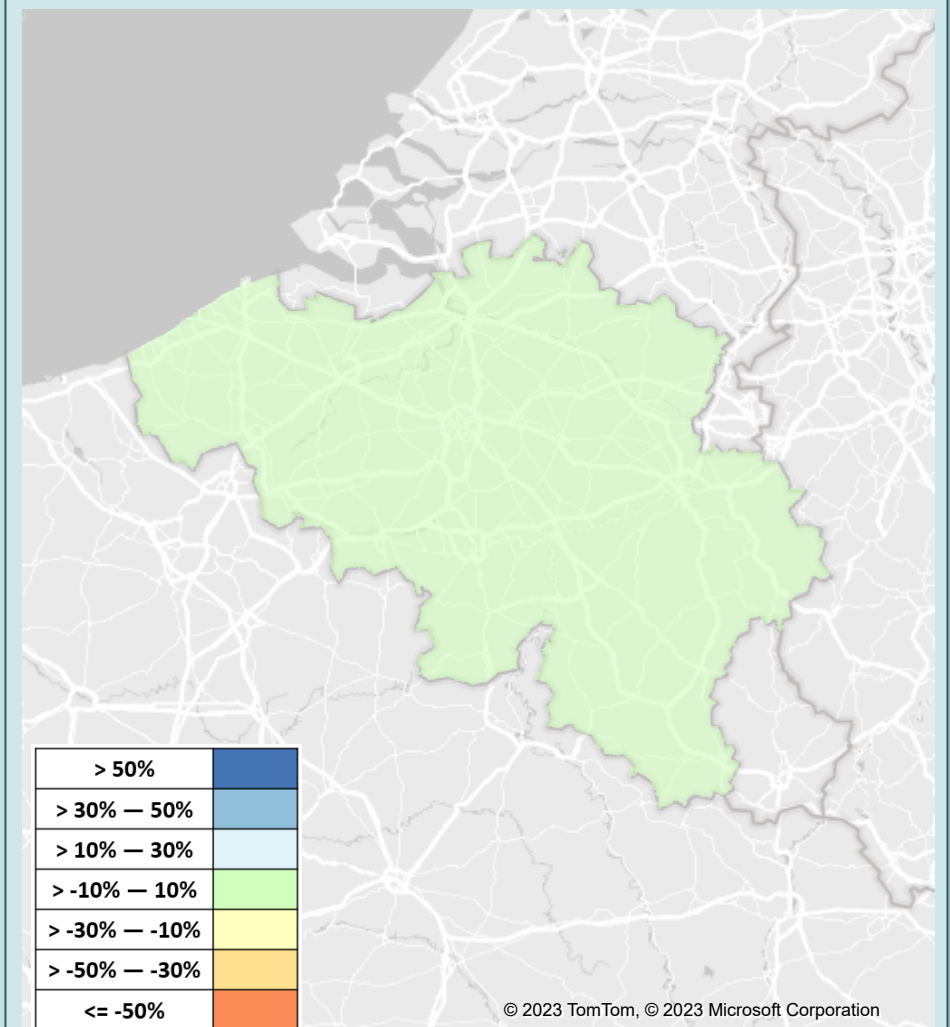 > 50%
> 30% — 50%
> 10% — 30%
> -10% — 10%
> -30% — -10%
> -50% — -30%
<= -50%
© 2023 TomTom, © 2023 Microsoft Corporation